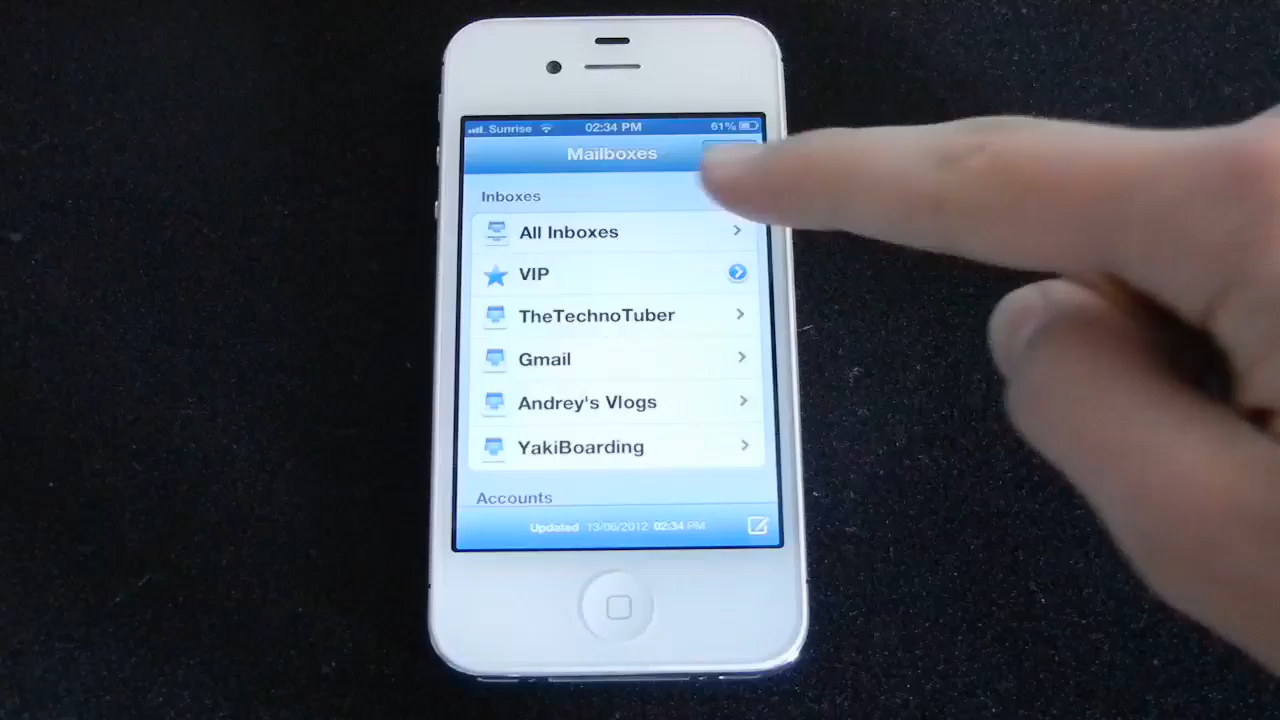 Sunrise 02:34 PM 61%
Mailboxes
Inboxes
All Inboxes
VIP
TheTechnoTuber
Gmail
Andrey's Vlogs
YakiBoarding
Accounts
Updated 13/06/2012 02:34 PM